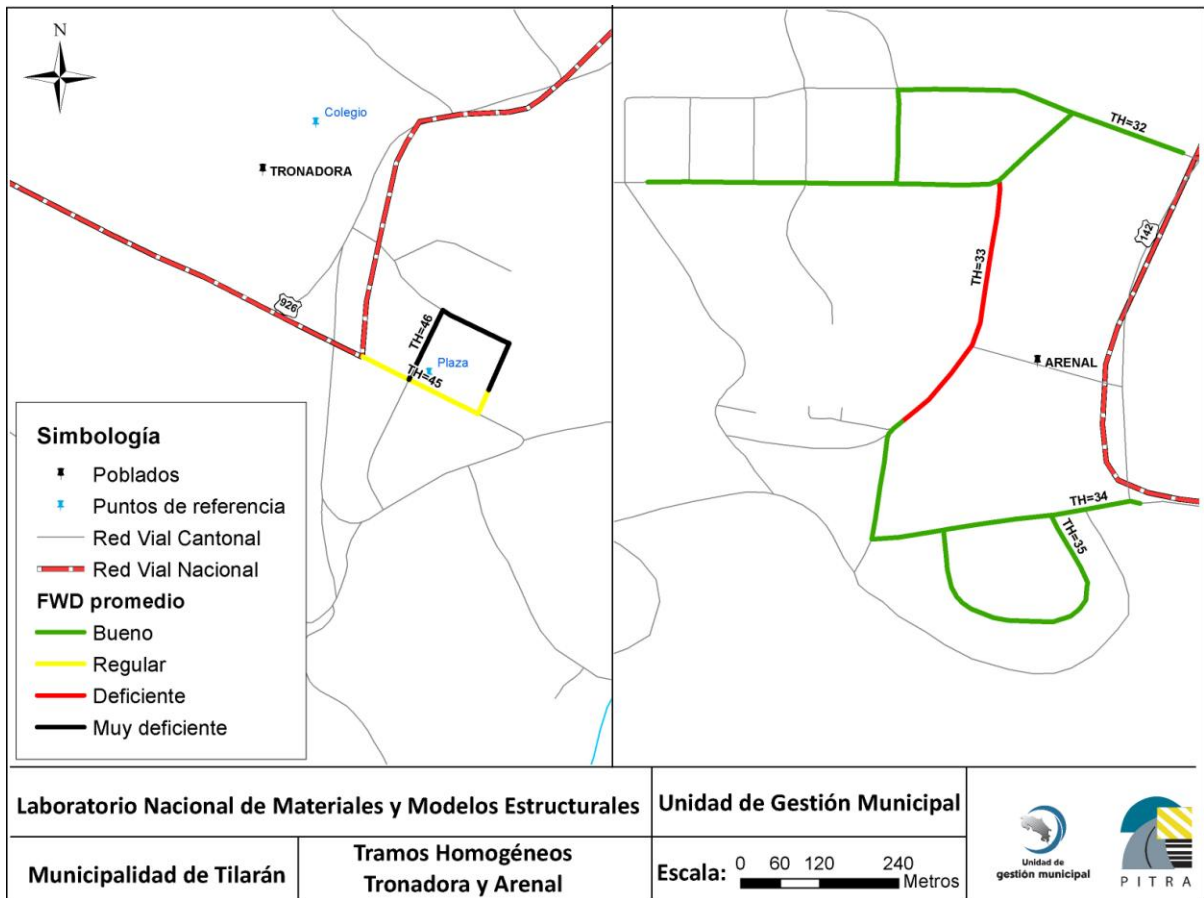 N
Colegio
TRONADORA
926
TH=46
Plaza
TH=45
Simbología
Poblados
Puntos de referencia
Red Vial Cantonal
Red Vial Nacional
FWD promedio
Bueno
Regular
Deficiente
Muy deficiente
TH=32
142
TH=33
ARENAL
TH=34
TH=35
Laboratorio Nacional de Materiales y Modelos Estructurales
Unidad de Gestión Municipal
Municipalidad de Tilarán
Tramos Homogéneos
Tronadora y Arenal
Escala: 0 60 120 240
Metros
Unidad de
gestión municipal
PITRA